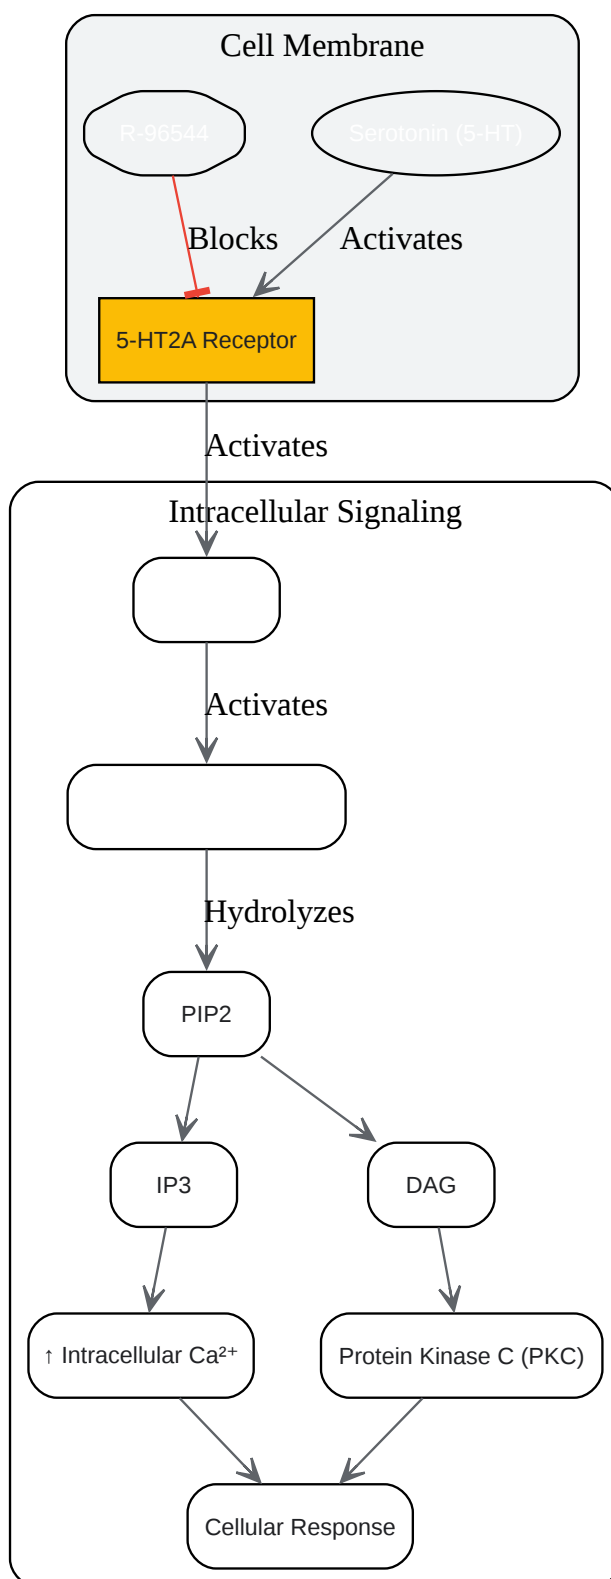 Cell Membrane
R-96544
Serotonin (5-HT)
Blocks
Activates
5-HT2A Receptor
Activates
Intracellular Signaling
Activates
Hydrolyzes
PIP2
IP3
DAG
↑ Intracellular Ca²⁺
Protein Kinase C (PKC)
Cellular Response